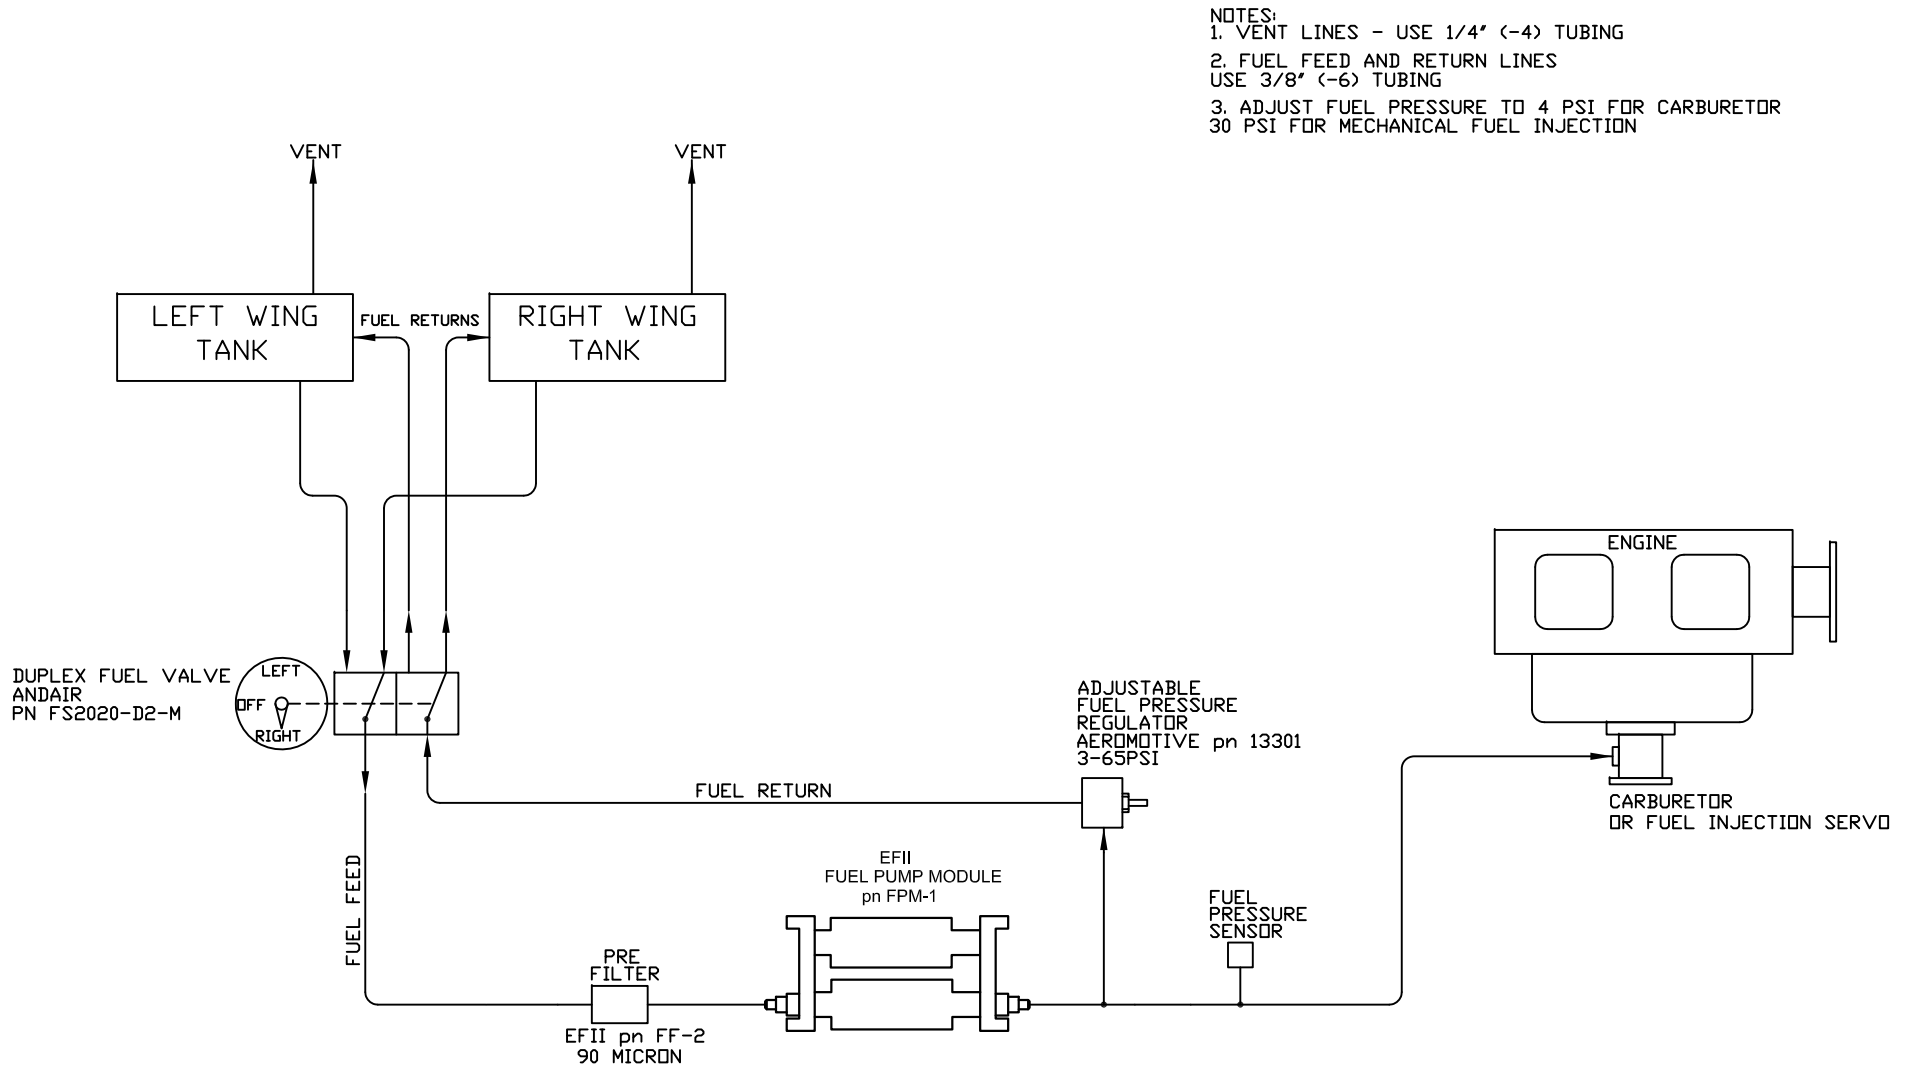 NOTES:
1. VENT LINES - USE 1/4" (-4) TUBING
2. FUEL FEED AND RETURN LINES
USE 3/8" (-6) TUBING
3. ADJUST FUEL PRESSURE TO 4 PSI FOR CARBURETOR
30 PSI FOR MECHANICAL FUEL INJECTION
VENT
VENT
LEFT WING
TANK
FUEL RETURNS
RIGHT WING
TANK
ENGINE
DUPLEX FUEL VALVE
ANDAIR
PN FS2020-D2-M
LEFT
OFF
RIGHT
ADJUSTABLE
FUEL PRESSURE
REGULATOR
AEROMOTIVE pn 13301
3-65PSI
FUEL RETURN
CARBURETOR
OR FUEL INJECTION SERVO
FUEL FEED
EFII
FUEL PUMP MODULE
pn FPM-1
FUEL
PRESSURE
SENSOR
PRE
FILTER
EFII pn FF-2
90 MICRON